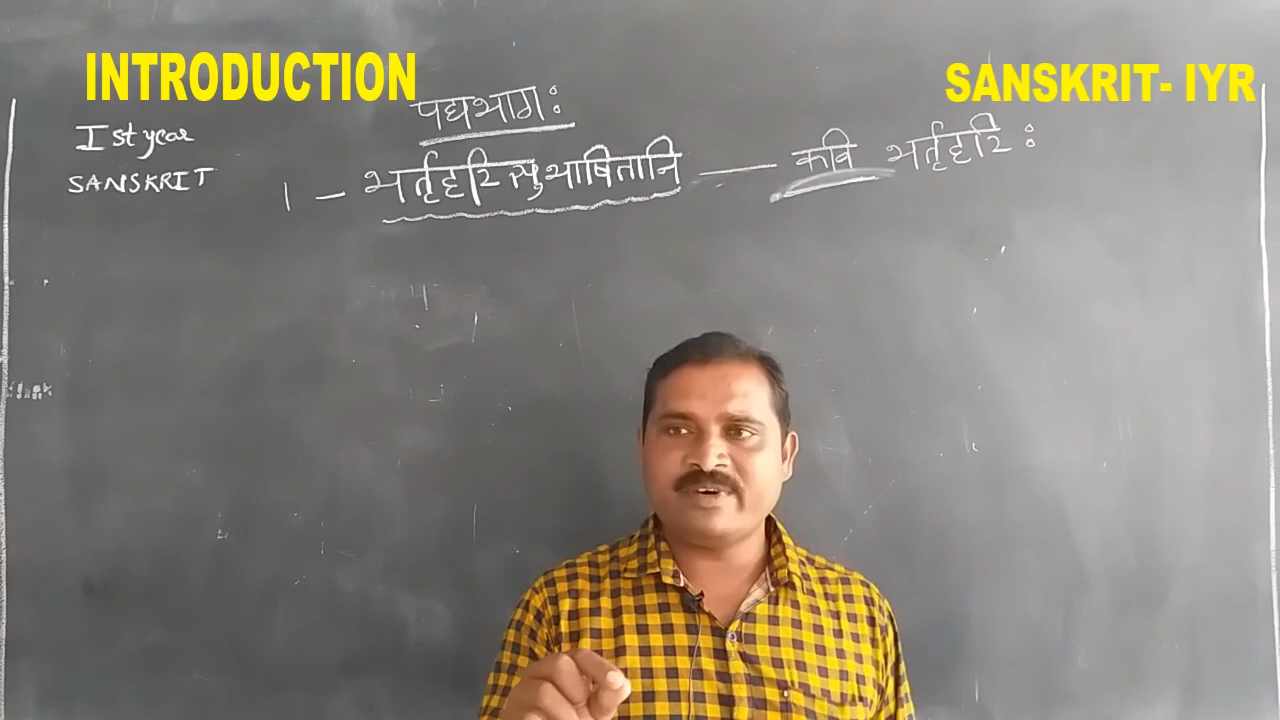 INTRODUCTION
SANSKRIT- IYR
पद्यभागः
Ist year
SANSKRIT
1 - भर्तृहरिसुभाषितानि — कवि भर्तृहरिः